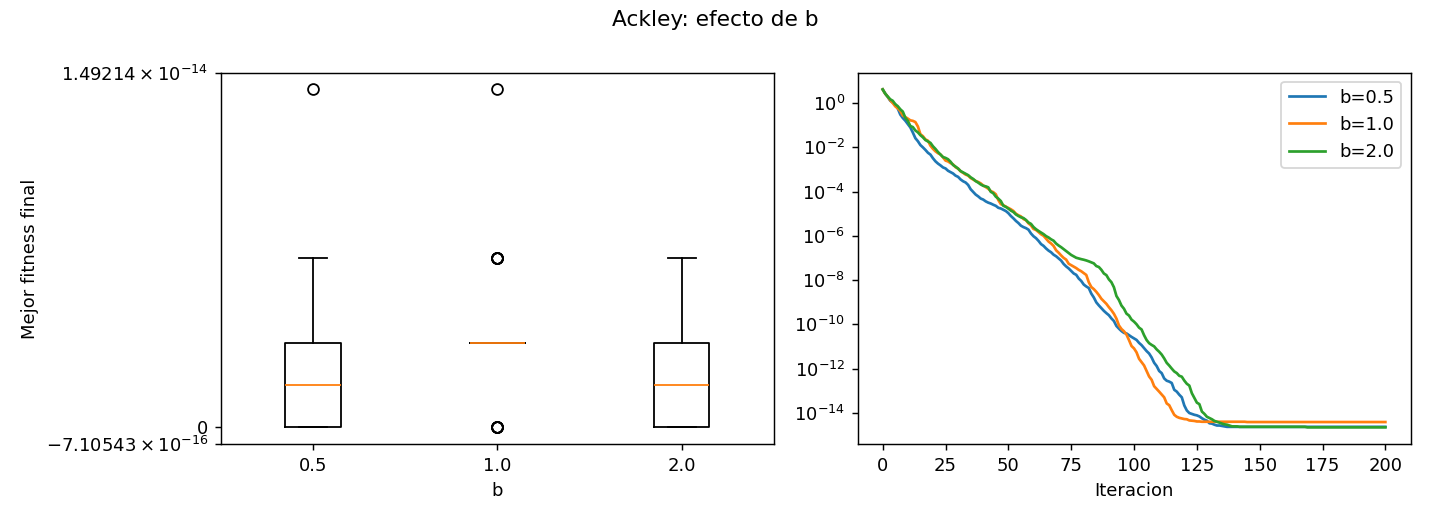 Ackley: efecto de b
Mejor fitness final
1.49214 × 10⁻¹⁴
0
−7.10543 × 10⁻¹⁶
0.5
1.0
2.0
b
10⁰
10⁻²
10⁻⁴
10⁻⁶
10⁻⁸
10⁻¹⁰
10⁻¹²
10⁻¹⁴
b=0.5
b=1.0
b=2.0
0
25
50
75
100
125
150
175
200
Iteracion